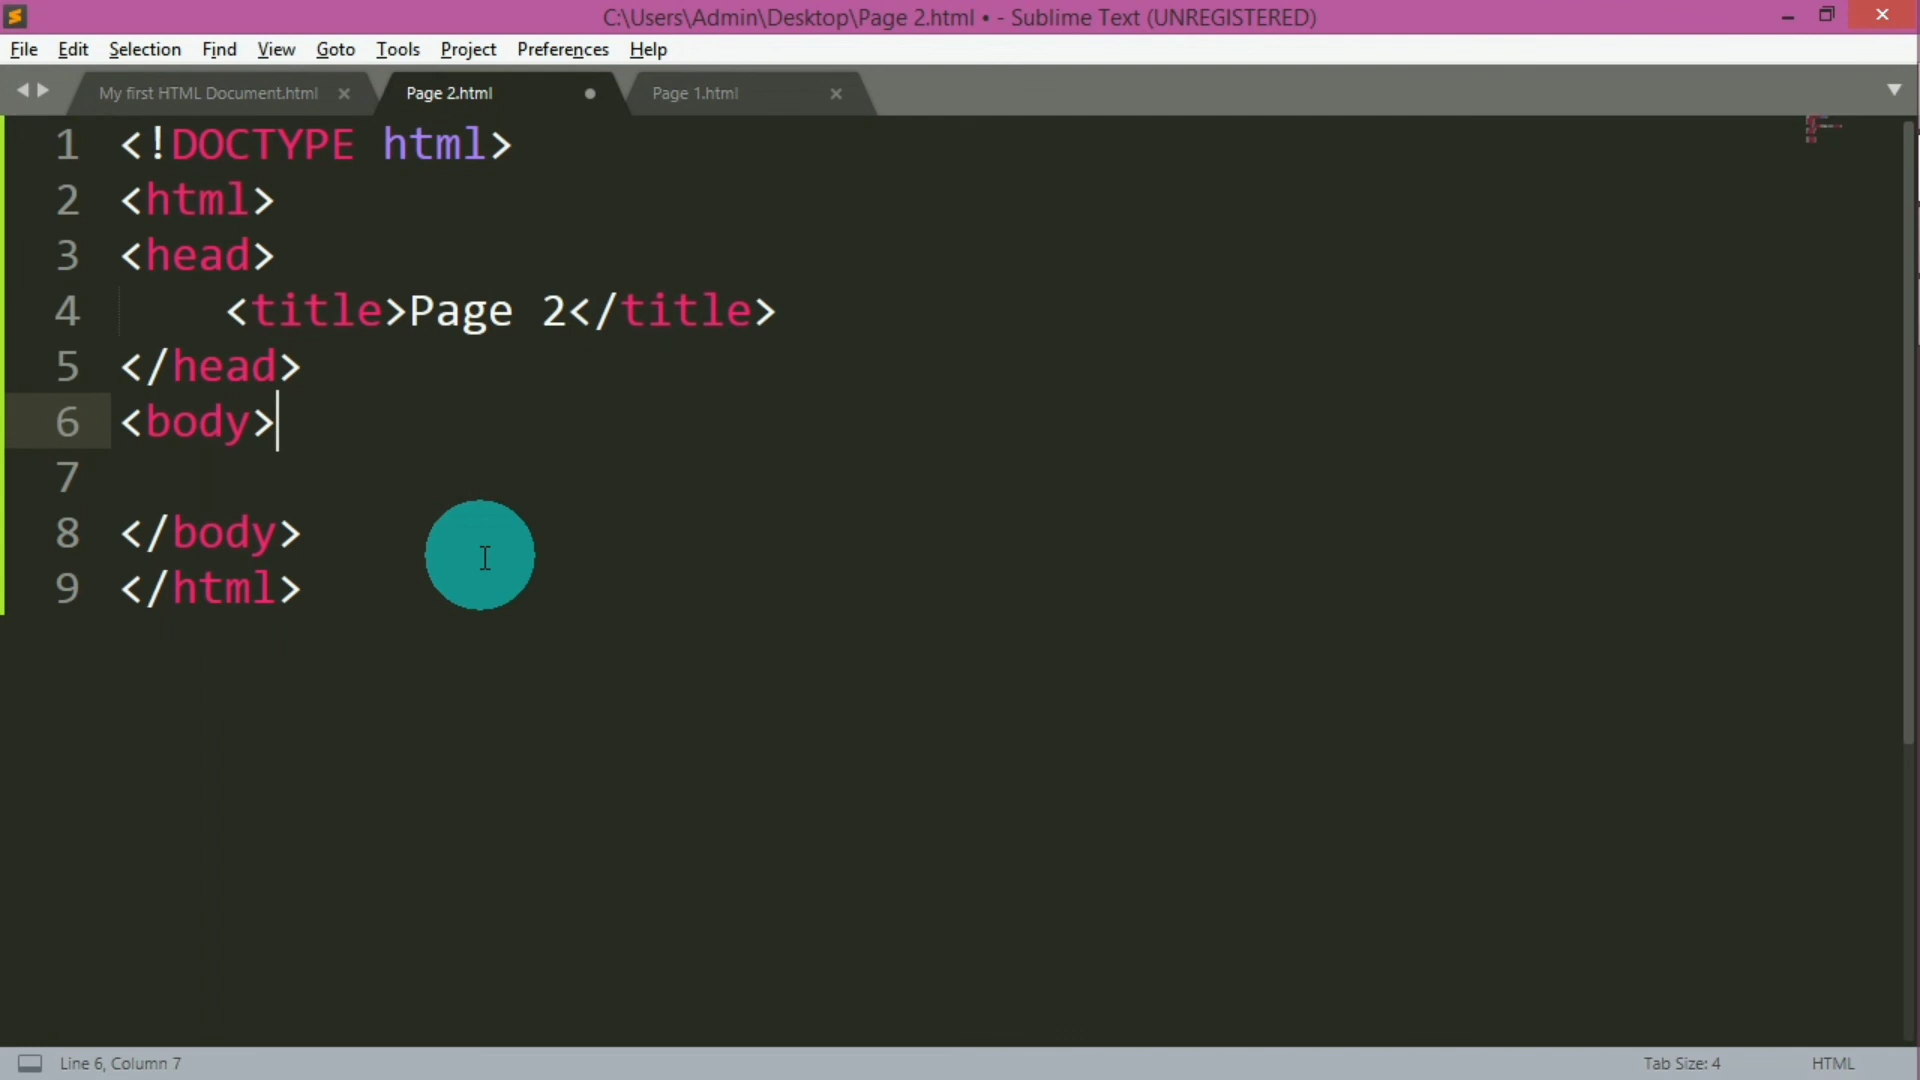 C:\Users\Admin\Desktop\Page 2.html • - Sublime Text (UNREGISTERED)
File Edit Selection Find View Goto Tools Project Preferences Help
My first HTML Document.html Page 2.html Page 1.html
1 <!DOCTYPE html>
2 <html>
3 <head>
4 <title>Page 2</title>
5 </head>
6 <body>
7
8 </body>
9 </html>
Line 6, Column 7 Tab Size: 4 HTML